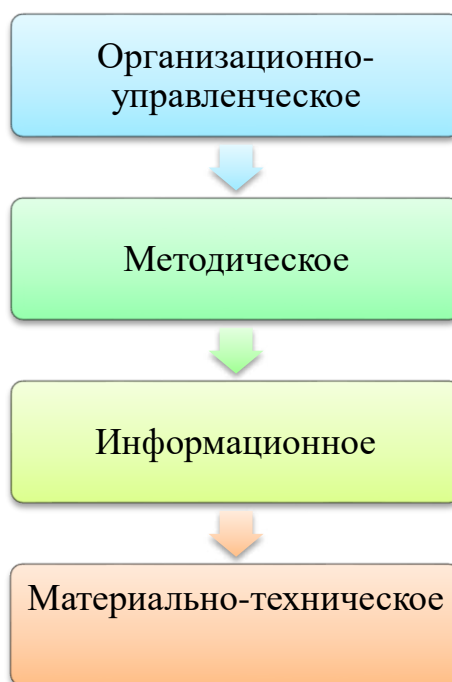 Организационно-
управленческое
Методическое
Информационное
Материально-техническое